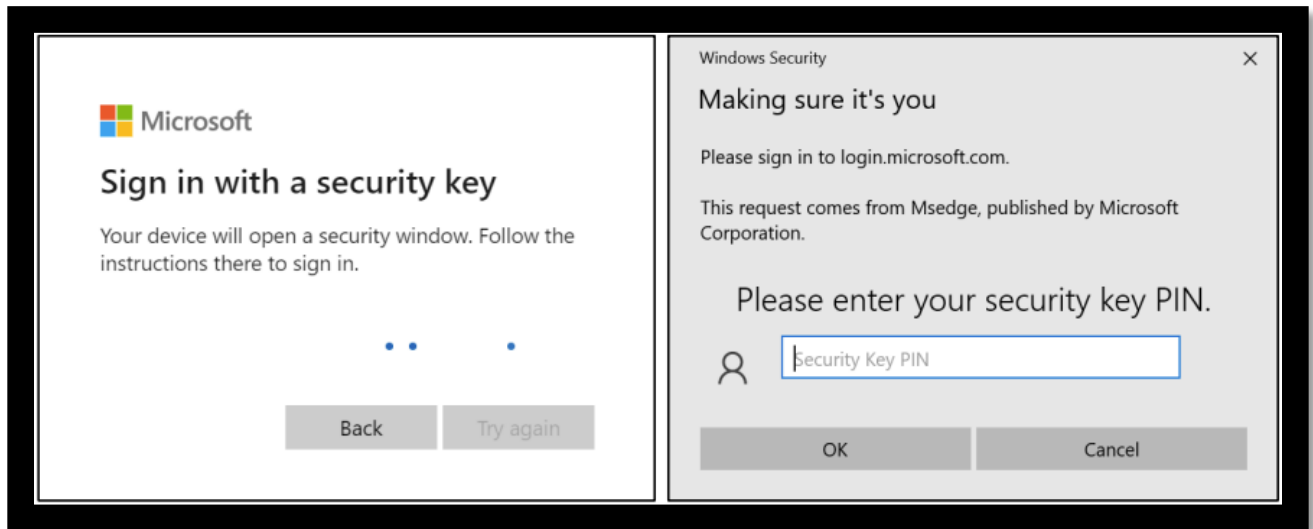 Microsoft
Sign in with a security key
Your device will open a security window. Follow the
instructions there to sign in.
Back
Try again
Windows Security
Making sure it's you
Please sign in to login.microsoft.com.
This request comes from Msedge, published by Microsoft
Corporation.
Please enter your security key PIN.
Security Key PIN
OK
Cancel